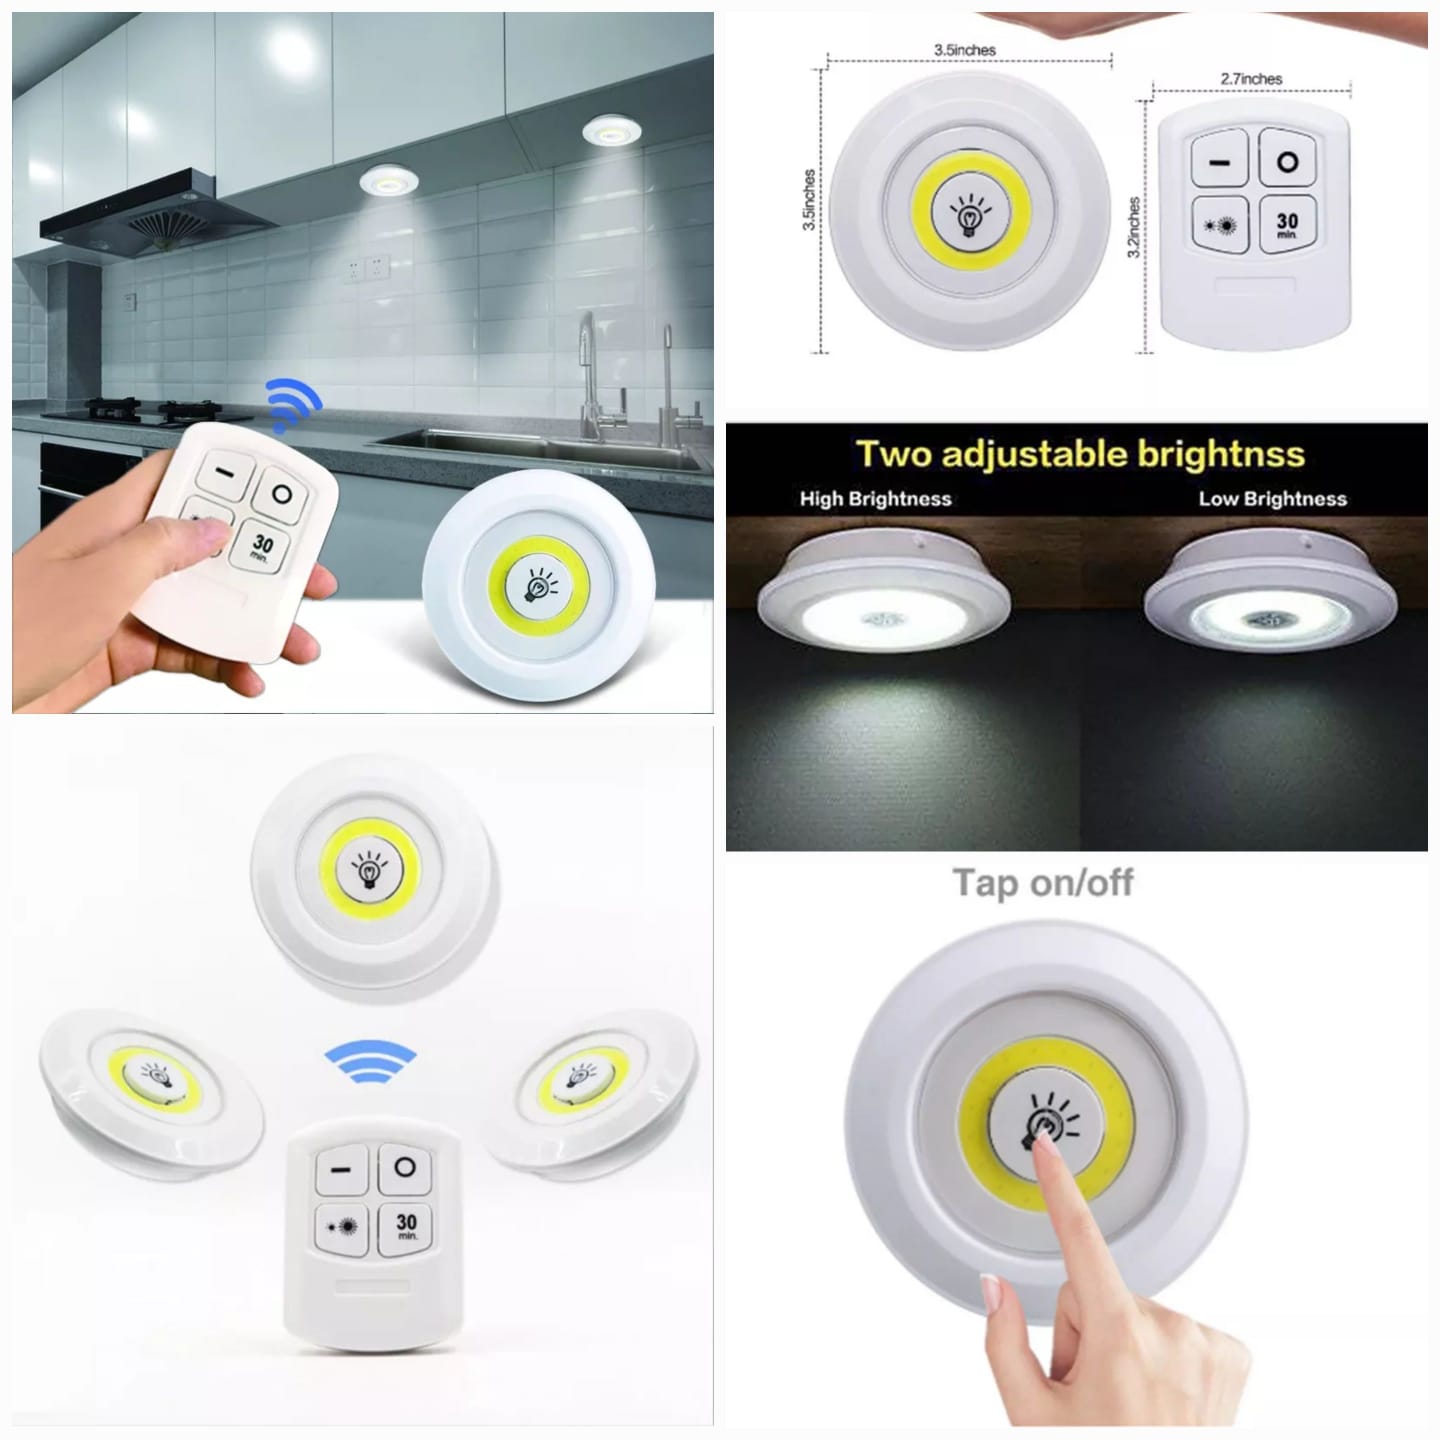 30
min.
3.5inches
3.5inches
2.7inches
3.2inches
30
min.
Two adjustable brightnss
High Brightness
Low Brightness
30
min.
Tap on/off